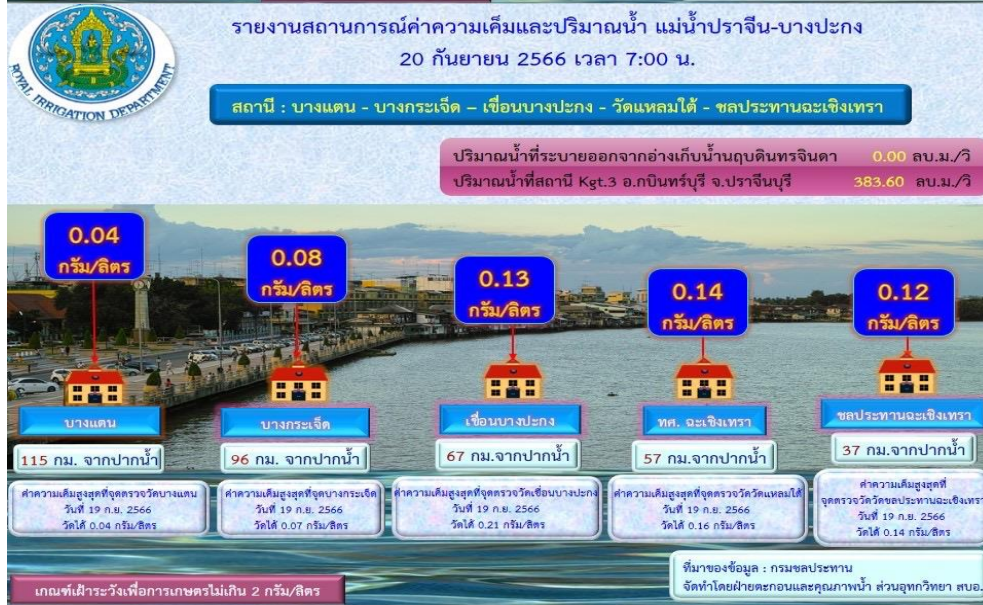 รายงานสถานการณ์ค่าความเค็มและปริมาณน้ำ แม่น้ำปราจีน-บางปะกง
20 กันยายน 2566 เวลา 7:00 น.
ROYAL IRRIGATION DEPARTMENT
สถานี : บางแตน - บางกระเจ็ด – เขื่อนบางปะกง - วัดแหลมใต้ - ชลประทานฉะเชิงเทรา
ปริมาณน้ำที่ระบายออกจากอ่างเก็บน้ำนฤบดินทรจินดา 0.00 ลบ.ม./วิ
ปริมาณน้ำที่สถานี Kgt.3 อ.กบินทร์บุรี จ.ปราจีนบุรี 383.60 ลบ.ม./วิ
0.04
กรัม/ลิตร
0.08
กรัม/ลิตร
0.13
กรัม/ลิตร
0.14
กรัม/ลิตร
0.12
กรัม/ลิตร
บางแตน
บางกระเจ็ด
เขื่อนบางปะกง
ทศ. ฉะเชิงเทรา
ชลประทานฉะเชิงเทรา
115 กม. จากปากน้ำ
96 กม. จากปากน้ำ
67 กม.จากปากน้ำ
57 กม.จากปากน้ำ
37 กม.จากปากน้ำ
ค่าความเค็มสูงสุดที่จุดตรวจวัดบางแตน
วันที่ 19 ก.ย. 2566
วัดได้ 0.04 กรัม/ลิตร
ค่าความเค็มสูงสุดที่จุดบางกระเจ็ด
วันที่ 19 ก.ย. 2566
วัดได้ 0.07 กรัม/ลิตร
ค่าความเค็มสูงสุดที่จุดตรวจวัดเขื่อนบางปะกง
วันที่ 19 ก.ย. 2566
วัดได้ 0.21 กรัม/ลิตร
ค่าความเค็มสูงสุดที่จุดตรวจวัดวัดแหลมใต้
วันที่ 19 ก.ย. 2566
วัดได้ 0.16 กรัม/ลิตร
ค่าความเค็มสูงสุดที่
จุดตรวจวัดวัดชลประทานฉะเชิงเทรา
วันที่ 19 ก.ย. 2566
วัดได้ 0.14 กรัม/ลิตร
เกณฑ์เฝ้าระวังเพื่อการเกษตรไม่เกิน 2 กรัม/ลิตร
ที่มาของข้อมูล : กรมชลประทาน
จัดทำโดยฝ่ายตะกอนและคุณภาพน้ำ ส่วนอุทกวิทยา สบอ.